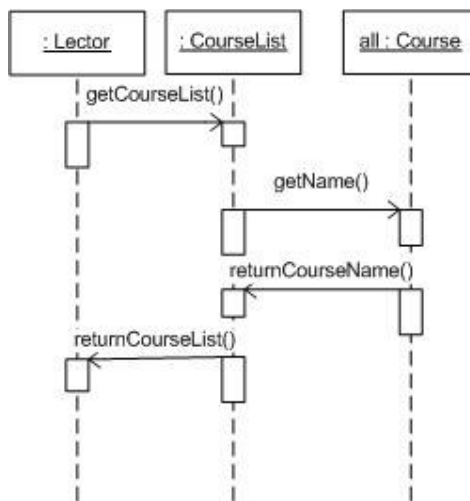 : Lector
: CourseList
all : Course
getCourseList()
getName()
returnCourseName()
returnCourseList()